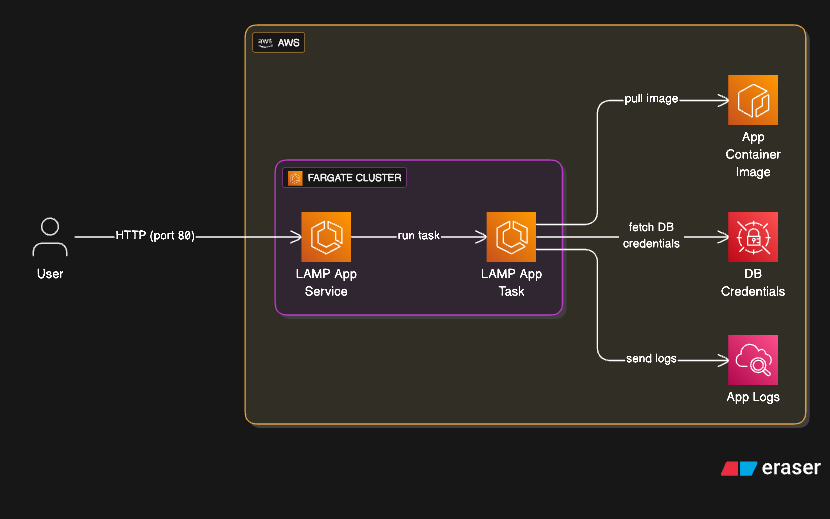 aws AWS
pull image
App
Container
Image
FARGATE CLUSTER
HTTP (port 80)
run task
fetch DB
credentials
User
LAMP App
Service
LAMP App
Task
DB
Credentials
send logs
App Logs
eraser